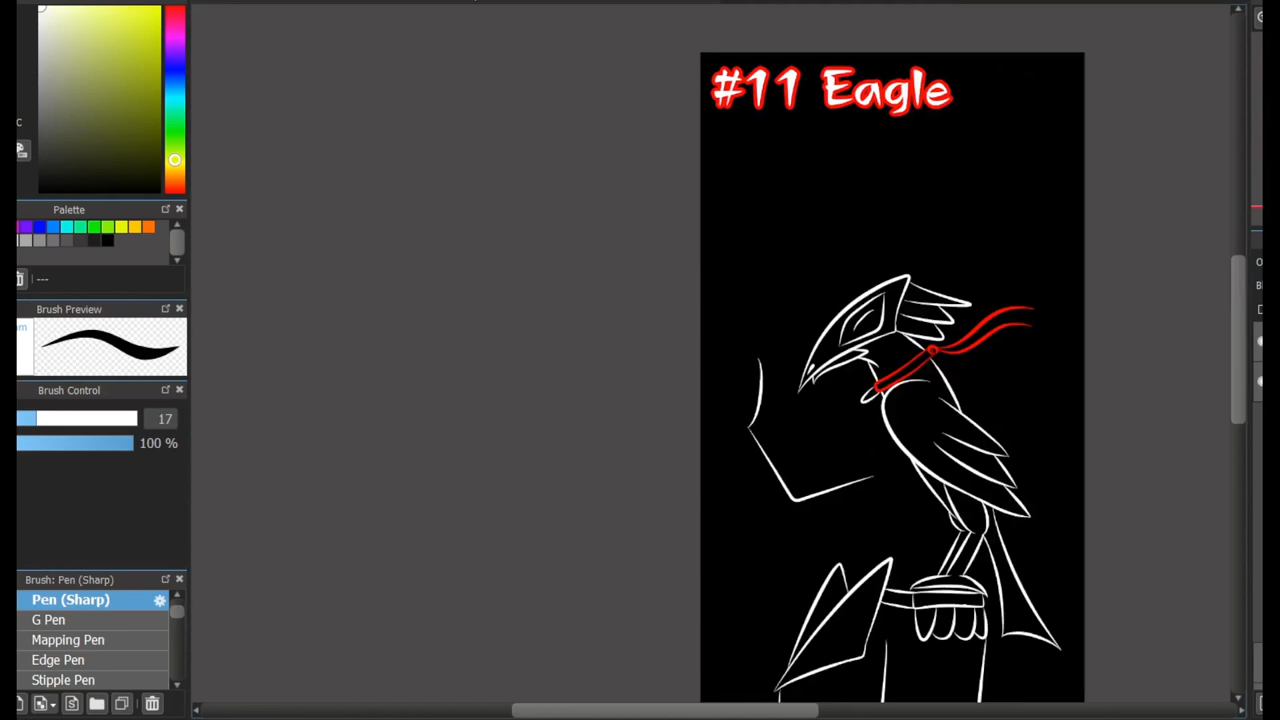 #11 Eagle
Palette
---
Brush Preview
Brush Control
17
100 %
Brush: Pen (Sharp)
Pen (Sharp)
G Pen
Mapping Pen
Edge Pen
Stipple Pen